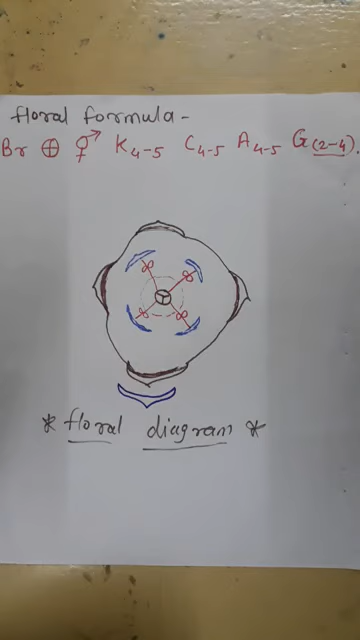 floral formula -
Br ⊕ ⚥ K4-5 C4-5 A4-5 G(2-4).
* floral diagram *